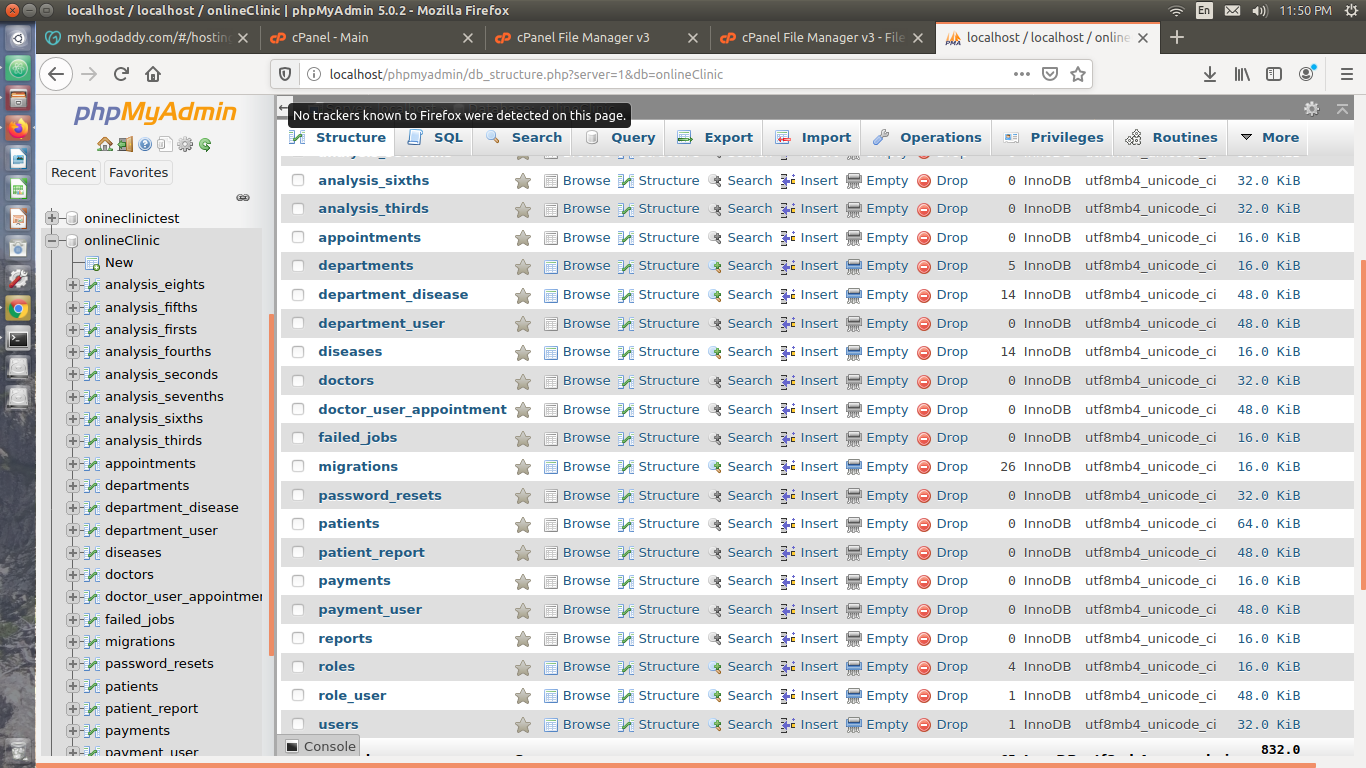 localhost / localhost / onlineClinic | phpMyAdmin 5.0.2 - Mozilla Firefox
En
11:50 PM
myh.godaddy.com/#/hosting
cPanel - Main
cPanel File Manager v3
cPanel File Manager v3 - File
localhost / localhost / online
localhost/phpmyadmin/db_structure.php?server=1&db=onlineClinic
phpMyAdmin
Recent
Favorites
onineclinictest
onlineClinic
New
analysis_eights
analysis_fifths
analysis_firsts
analysis_fourths
analysis_seconds
analysis_sevenths
analysis_sixths
analysis_thirds
appointments
departments
department_disease
department_user
diseases
doctors
doctor_user_appointmen
failed_jobs
migrations
password_resets
patients
patient_report
payments
payment_user
No trackers known to Firefox were detected on this page.
Structure SQL Search Query Export Import Operations Privileges Routines More
analysis_sixths Browse Structure Search Insert Empty Drop 0 InnoDB utf8mb4_unicode_ci 32.0 KiB
analysis_thirds Browse Structure Search Insert Empty Drop 0 InnoDB utf8mb4_unicode_ci 32.0 KiB
appointments Browse Structure Search Insert Empty Drop 0 InnoDB utf8mb4_unicode_ci 16.0 KiB
departments Browse Structure Search Insert Empty Drop 5 InnoDB utf8mb4_unicode_ci 16.0 KiB
department_disease Browse Structure Search Insert Empty Drop 14 InnoDB utf8mb4_unicode_ci 48.0 KiB
department_user Browse Structure Search Insert Empty Drop 0 InnoDB utf8mb4_unicode_ci 48.0 KiB
diseases Browse Structure Search Insert Empty Drop 14 InnoDB utf8mb4_unicode_ci 16.0 KiB
doctors Browse Structure Search Insert Empty Drop 0 InnoDB utf8mb4_unicode_ci 32.0 KiB
doctor_user_appointment Browse Structure Search Insert Empty Drop 0 InnoDB utf8mb4_unicode_ci 48.0 KiB
failed_jobs Browse Structure Search Insert Empty Drop 0 InnoDB utf8mb4_unicode_ci 16.0 KiB
migrations Browse Structure Search Insert Empty Drop 26 InnoDB utf8mb4_unicode_ci 16.0 KiB
password_resets Browse Structure Search Insert Empty Drop 0 InnoDB utf8mb4_unicode_ci 32.0 KiB
patients Browse Structure Search Insert Empty Drop 0 InnoDB utf8mb4_unicode_ci 64.0 KiB
patient_report Browse Structure Search Insert Empty Drop 0 InnoDB utf8mb4_unicode_ci 48.0 KiB
payments Browse Structure Search Insert Empty Drop 0 InnoDB utf8mb4_unicode_ci 16.0 KiB
payment_user Browse Structure Search Insert Empty Drop 0 InnoDB utf8mb4_unicode_ci 48.0 KiB
reports Browse Structure Search Insert Empty Drop 0 InnoDB utf8mb4_unicode_ci 16.0 KiB
roles Browse Structure Search Insert Empty Drop 4 InnoDB utf8mb4_unicode_ci 16.0 KiB
role_user Browse Structure Search Insert Empty Drop 1 InnoDB utf8mb4_unicode_ci 48.0 KiB
users Browse Structure Search Insert Empty Drop 1 InnoDB utf8mb4_unicode_ci 32.0 KiB
Console
832.0